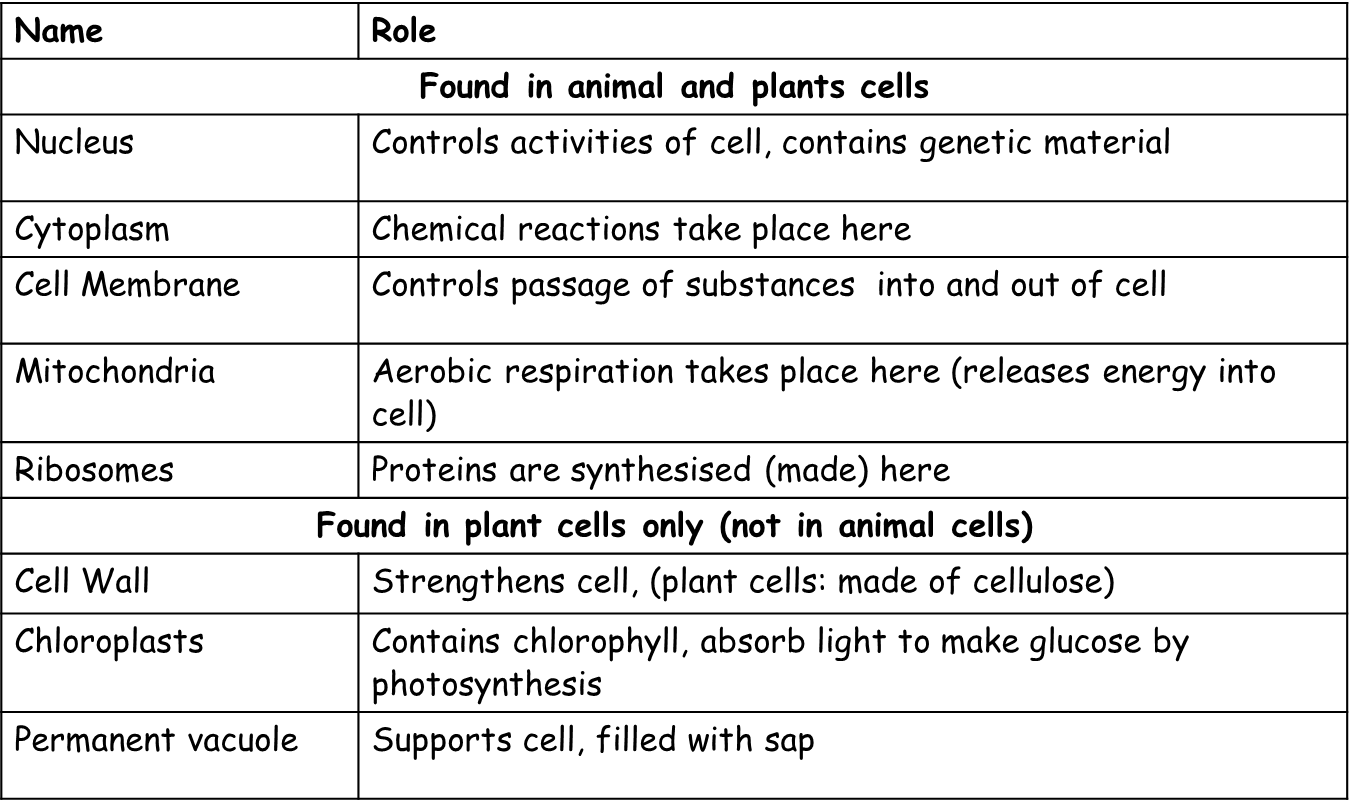 Name Role
Found in animal and plants cells
Nucleus Controls activities of cell, contains genetic material
Cytoplasm Chemical reactions take place here
Cell Membrane Controls passage of substances  into and out of cell
Mitochondria Aerobic respiration takes place here (releases energy into
cell)
Ribosomes Proteins are synthesised (made) here
Found in plant cells only (not in animal cells)
Cell Wall Strengthens cell, (plant cells: made of cellulose)
Chloroplasts Contains chlorophyll, absorb light to make glucose by
photosynthesis
Permanent vacuole Supports cell, filled with sap